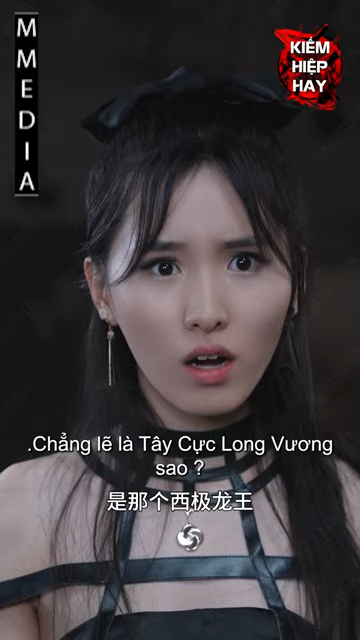 MMEDIA
KIẾM
HIỆP
HAY
.Chẳng lẽ là Tây Cực Long Vương
sao ?
是那个西极龙王